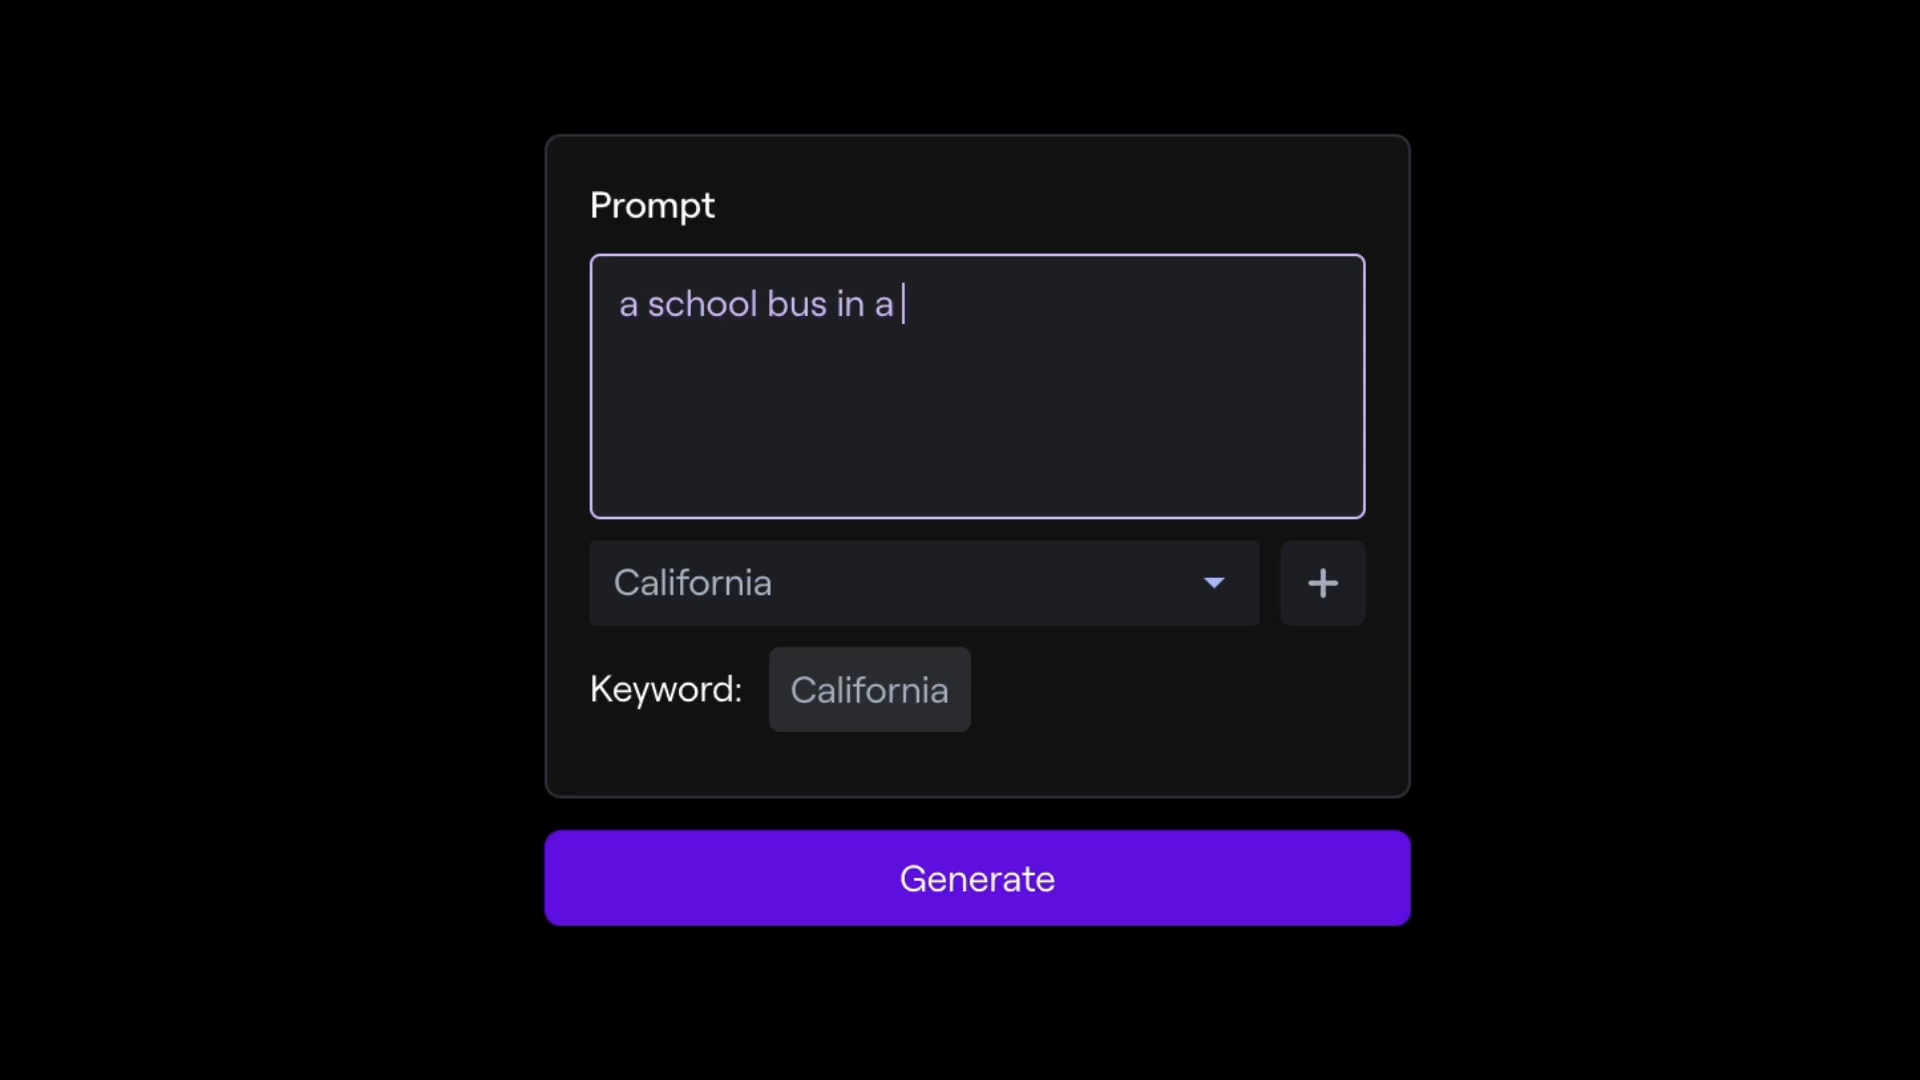 Prompt
a school bus in a
California
Keyword: California
Generate